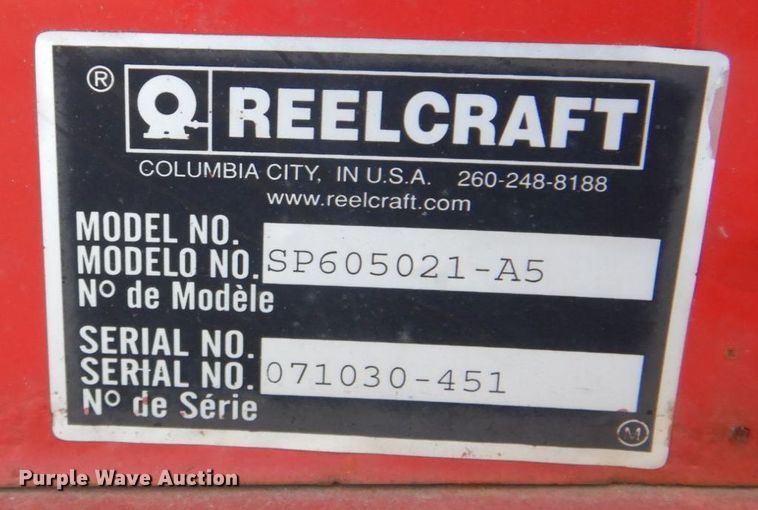 ® REELCRAFT
COLUMBIA CITY, IN U.S.A. 260-248-8188
www.reelcraft.com
MODEL NO.
MODELO NO. SP605021-A5
Nº de Modèle
SERIAL NO.
SERIAL NO. 071030-451
Nº de Série
M
Purple Wave Auction